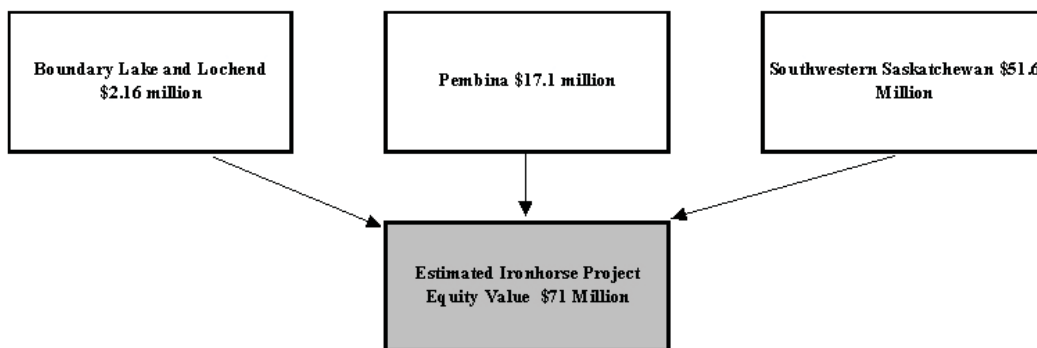 Boundary Lake and Lochend
$2.16 million
Pembina $17.1 million
Southwestern Saskatchewan $51.6
Million
Estimated Ironhorse Project
Equity Value $71 Million